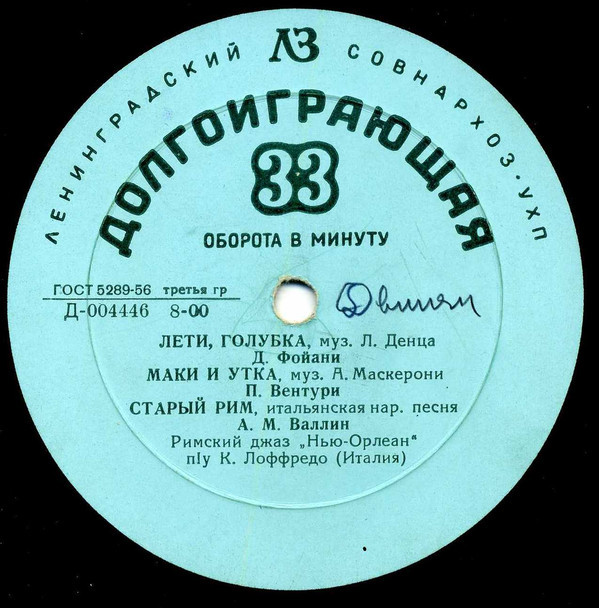 ЛЕНИНГРАДСКИЙ ЛЗ СОВНАРХОЗ·УХП
ДОЛГОИГРАЮЩАЯ
33
ОБОРОТА В МИНУТУ
ГОСТ 5289-56 третья гр
Д-004446 8-00
ЛЕТИ, ГОЛУБКА, муз. Л. Денца
Д. Фойани
МАКИ И УТКА, муз. А. Маскерони
П. Вентури
СТАРЫЙ РИМ, итальянская нар. песня
А. М. Валлин
Римский джаз „Нью-Орлеан"
п/у К. Лоффредо (Италия)